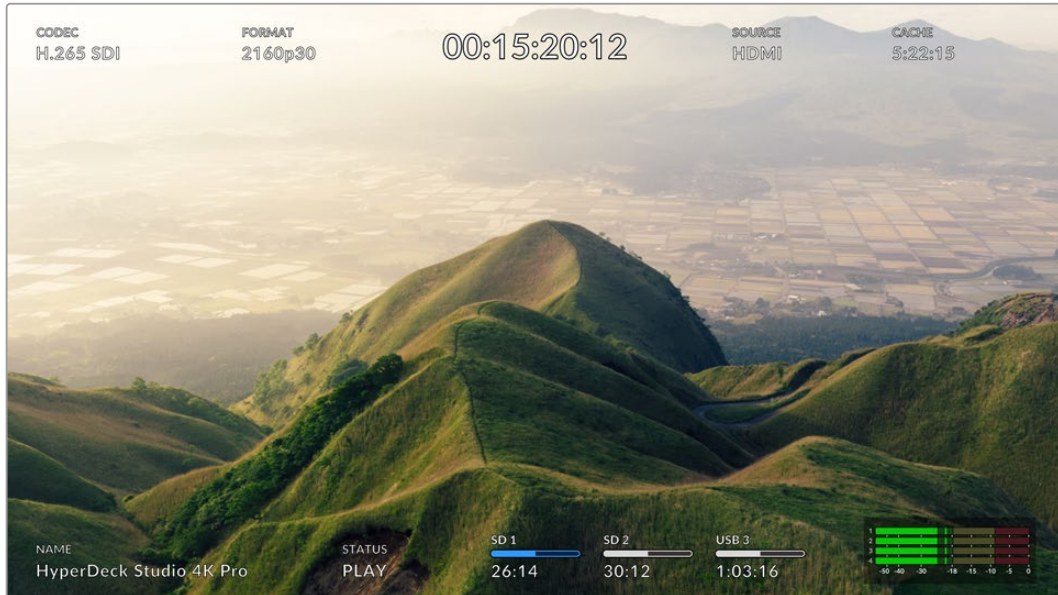 CODEC FORMAT SOURCE CACHE
H.265 SDI 2160p30 00:15:20:12 HDMI 5:22:15
NAME STATUS SD 1 SD 2 USB 3
HyperDeck Studio 4K Pro PLAY 26:14 30:12 1:03:16
1
2
3
4
-50 -40 -30 -18 -15 -10 -5 0